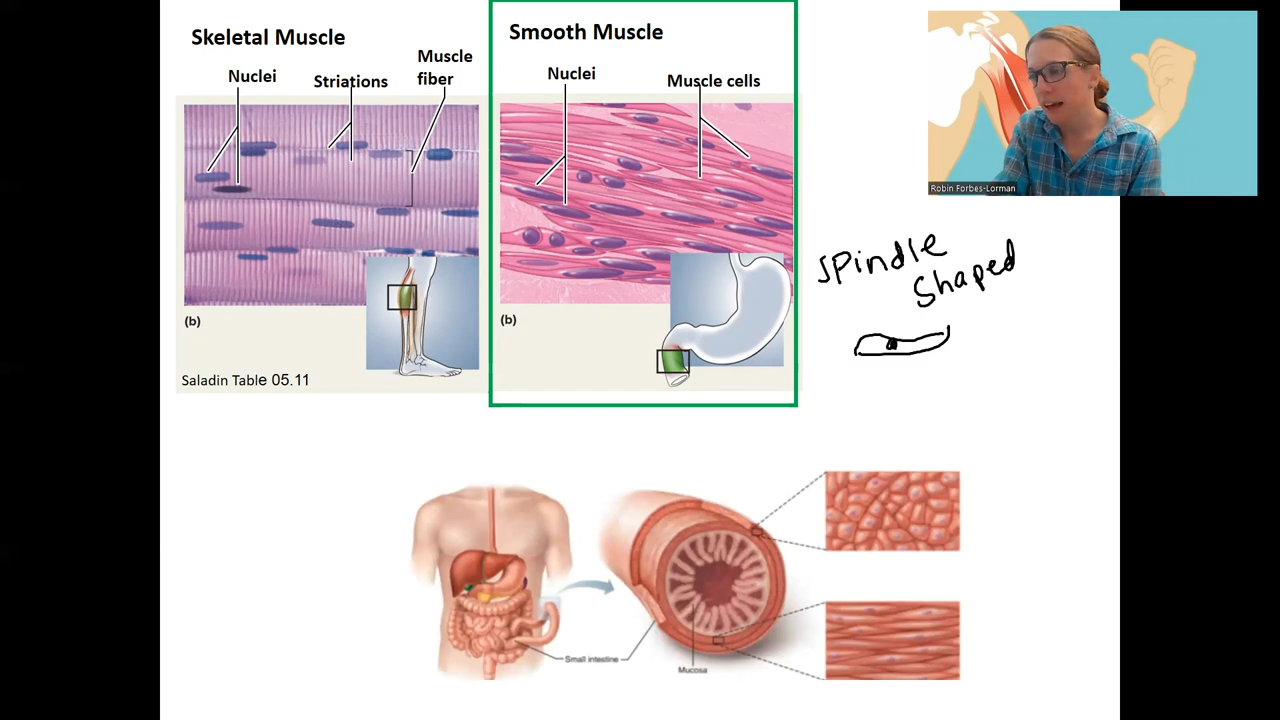 Skeletal Muscle
Nuclei
Striations
Muscle
fiber
(b)
Saladin Table 05.11
Smooth Muscle
Nuclei
Muscle cells
(b)
Robin Forbes-Lorman
Spindle
Shaped
Small intestine
Mucosa